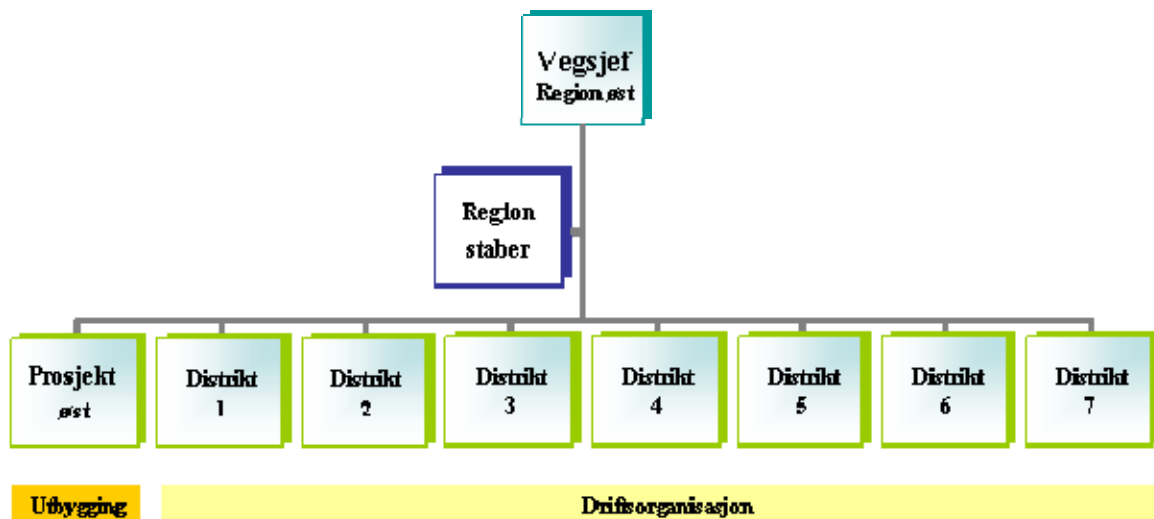 Vegsjef
Region øst
Region
staber
Prosjekt
øst
Distrikt
1
Distrikt
2
Distrikt
3
Distrikt
4
Distrikt
5
Distrikt
6
Distrikt
7
Utbygging
Driftsorganisasjon